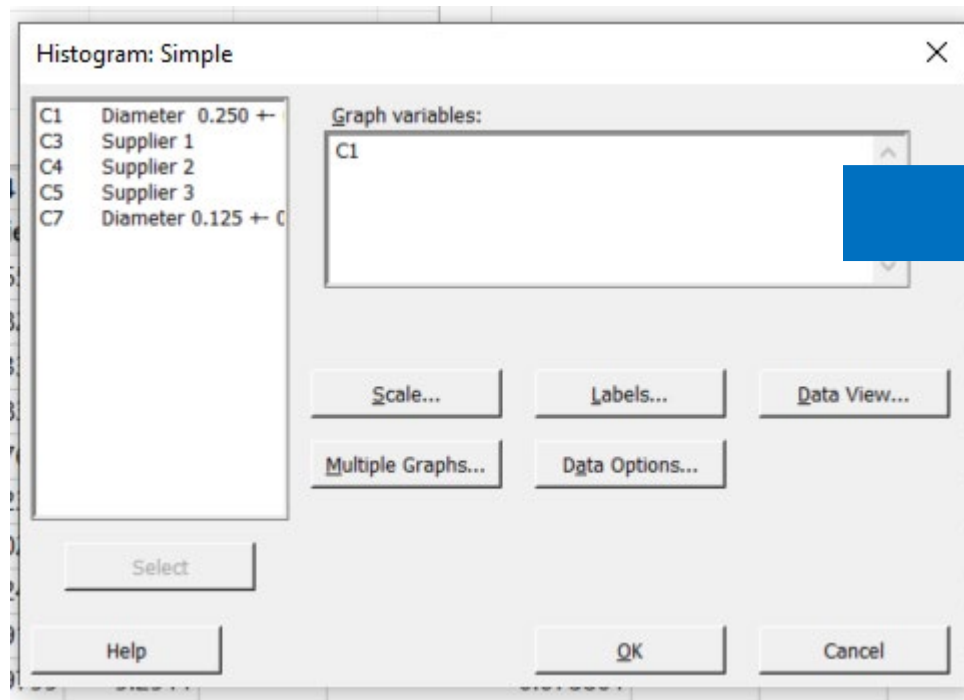 Histogram: Simple
C1 Diameter 0.250 +-
C3 Supplier 1
C4 Supplier 2
C5 Supplier 3
C7 Diameter 0.125 +- 0
Graph variables:
C1
Scale...
Labels...
Data View...
Multiple Graphs...
Data Options...
Select
Help
OK
Cancel